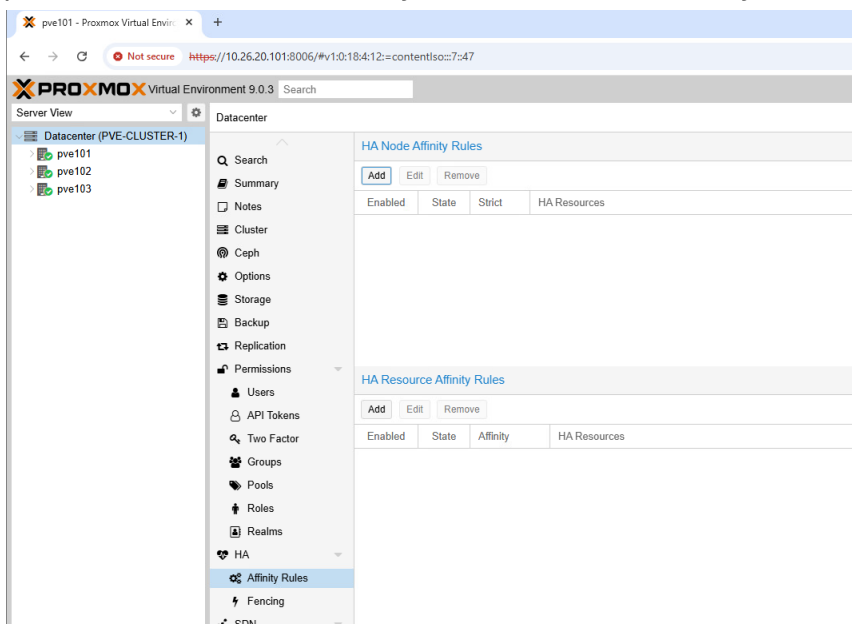 pve101 - Proxmox Virtual Enviro
Not secure https://10.26.20.101:8006/#v1:0:18:4:12:=contentIso:::7::47
PROXMOX Virtual Environment 9.0.3 Search
Server View
Datacenter (PVE-CLUSTER-1)
pve101
pve102
pve103
Datacenter
Search
Summary
Notes
Cluster
Ceph
Options
Storage
Backup
Replication
Permissions
Users
API Tokens
Two Factor
Groups
Pools
Roles
Realms
HA
Affinity Rules
Fencing
SDN
HA Node Affinity Rules
Add Edit Remove
Enabled State Strict HA Resources
HA Resource Affinity Rules
Add Edit Remove
Enabled State Affinity HA Resources